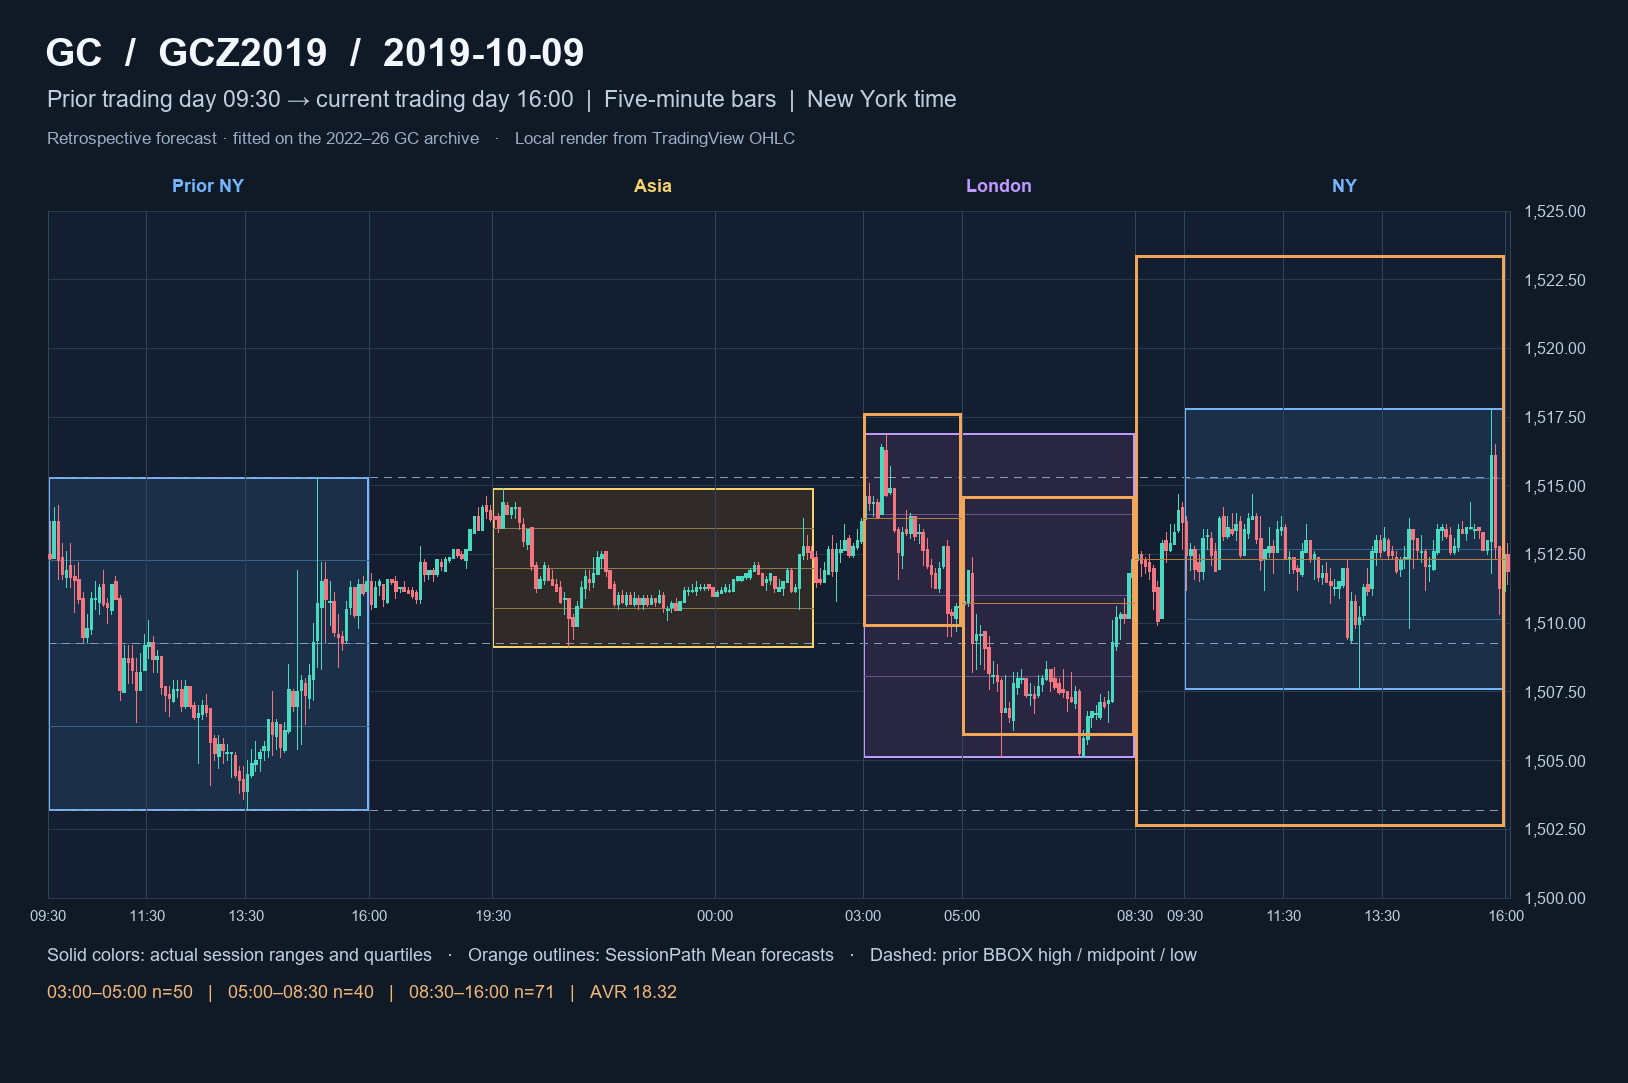 GC / GCZ2019 / 2019-10-09
Prior trading day 09:30 → current trading day 16:00 | Five-minute bars | New York time
Retrospective forecast · fitted on the 2022–26 GC archive · Local render from TradingView OHLC
Prior NY Asia London NY
1,525.00
1,522.50
1,520.00
1,517.50
1,515.00
1,512.50
1,510.00
1,507.50
1,505.00
1,502.50
1,500.00
09:30 11:30 13:30 16:00 19:30 00:00 03:00 05:00 08:30 09:30 11:30 13:30 16:00
Solid colors: actual session ranges and quartiles · Orange outlines: SessionPath Mean forecasts · Dashed: prior BBOX high / midpoint / low
03:00–05:00 n=50 | 05:00–08:30 n=40 | 08:30–16:00 n=71 | AVR 18.32